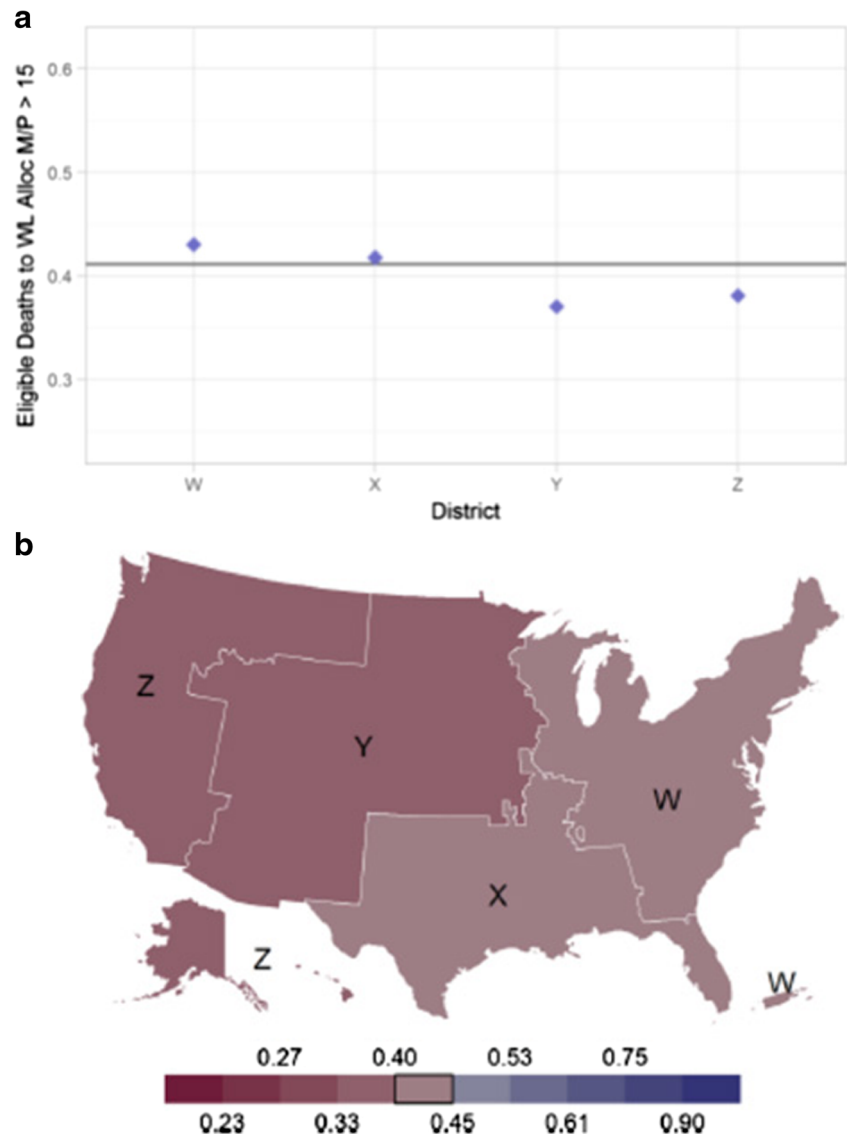 a
Eligible Deaths to WL Alloc M/P > 15
0.6
0.5
0.4
0.3
W X Y Z
District
b
Z
Y
W
X
Z
W
0.27 0.40 0.53 0.75
0.23 0.33 0.45 0.61 0.90